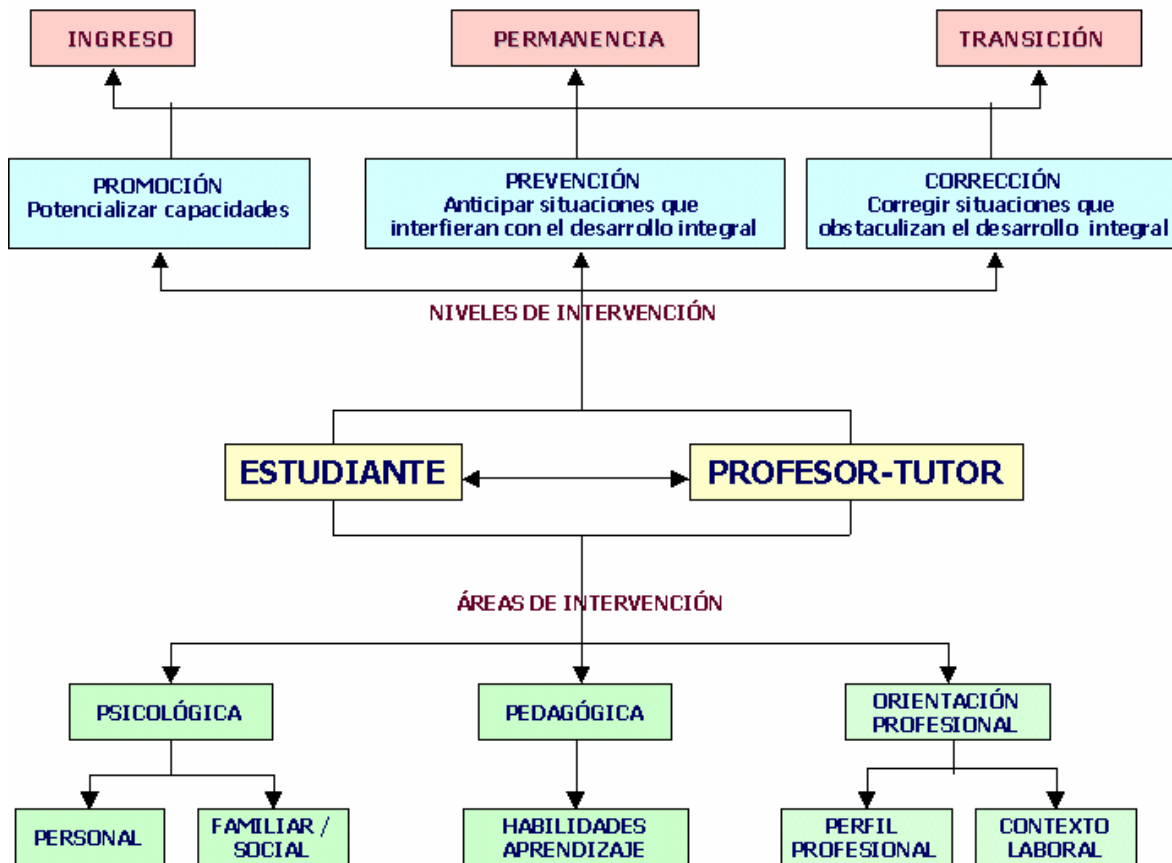 INGRESO
PERMANENCIA
TRANSICIÓN
PROMOCIÓN
Potencializar capacidades
PREVENCIÓN
Anticipar situaciones que
interfieran con el desarrollo integral
CORRECCIÓN
Corregir situaciones que
obstaculizan el desarrollo integral
NIVELES DE INTERVENCIÓN
ESTUDIANTE
PROFESOR-TUTOR
ÁREAS DE INTERVENCIÓN
PSICOLÓGICA
PEDAGÓGICA
ORIENTACIÓN
PROFESIONAL
PERSONAL
FAMILIAR /
SOCIAL
HABILIDADES
APRENDIZAJE
PERFIL
PROFESIONAL
CONTEXTO
LABORAL